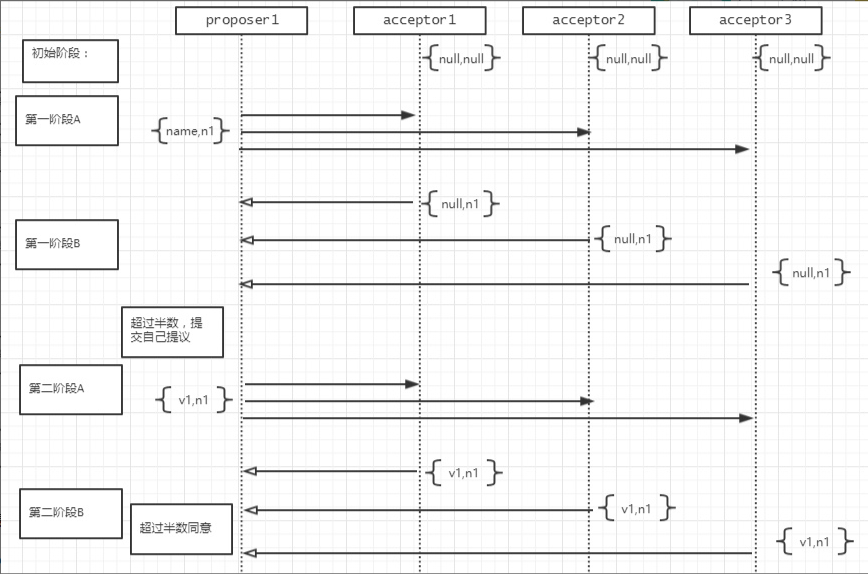 proposer1 acceptor1 acceptor2 acceptor3
初始阶段： {null,null} {null,null} {null,null}
第一阶段A
{name,n1}
{null,n1}
第一阶段B {null,n1}
{null,n1}
超过半数，提
交自己提议
第二阶段A
{v1,n1}
{v1,n1}
第二阶段B {v1,n1}
超过半数同意
{v1,n1}